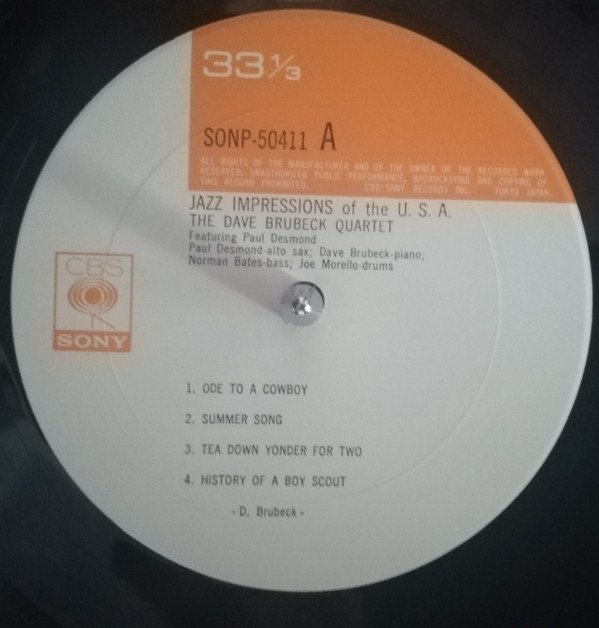 33 1/3
SONP-50411 A
ALL RIGHTS OF THE MANUFACTURER AND OF THE OWNER OF THE RECORDED WORK
RESERVED. UNAUTHORIZED PUBLIC PERFORMANCE, BROADCASTING AND COPYING OF
THIS RECORD PROHIBITED. CBS/SONY RECORDS INC. TOKYO JAPAN.
JAZZ IMPRESSIONS of the U. S. A.
THE DAVE BRUBECK QUARTET
Featuring Paul Desmond
Paul Desmond-alto sax; Dave Brubeck-piano;
Norman Bates-bass; Joe Morello-drums
CBS
SONY
1. ODE TO A COWBOY
2. SUMMER SONG
3. TEA DOWN YONDER FOR TWO
4. HISTORY OF A BOY SCOUT
- D. Brubeck -